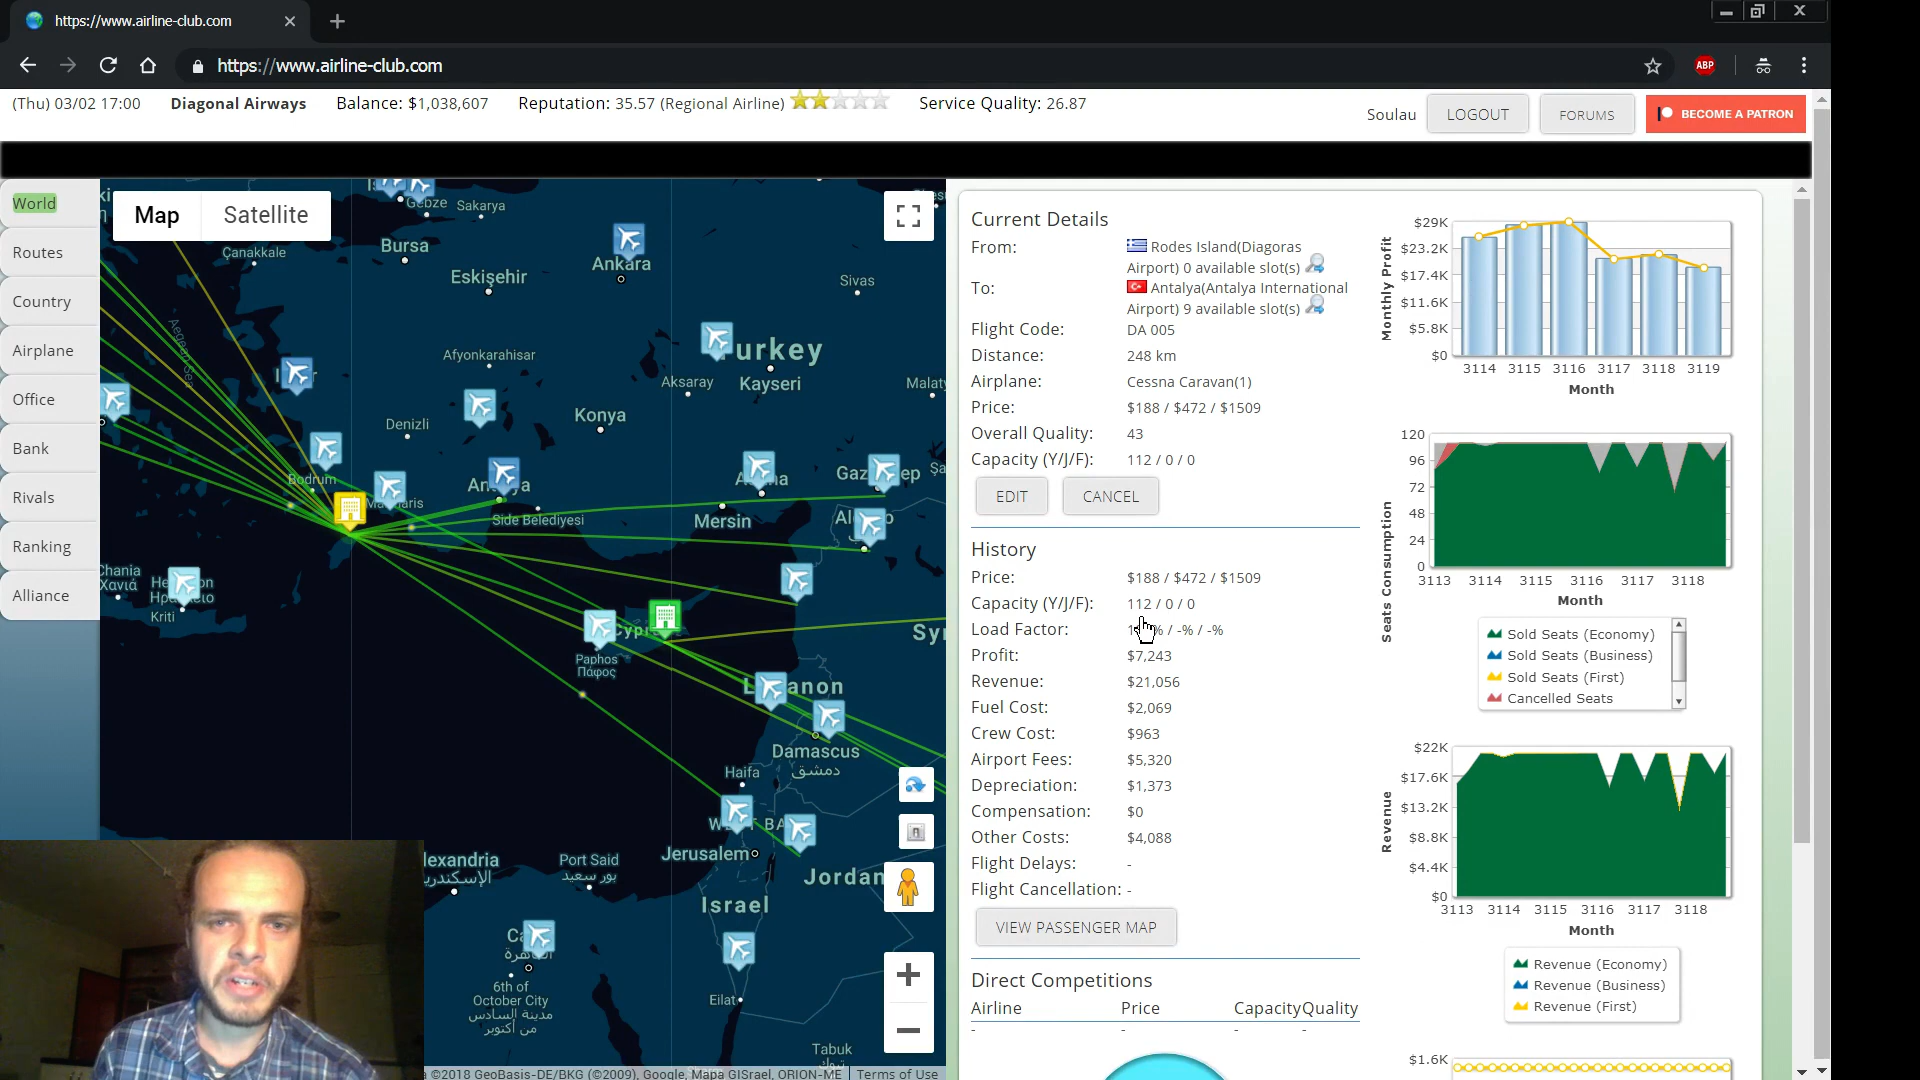 https://www.airline-club.com
https://www.airline-club.com
ABP
(Thu) 03/02 17:00 Diagonal Airways Balance: $1,038,607 Reputation: 35.57 (Regional Airline) Service Quality: 26.87
Soulau LOGOUT FORUMS BECOME A PATRON
World
Routes
Country
Airplane
Office
Bank
Rivals
Ranking
Alliance
Map Satellite
Gebze
Sakarya
Çanakkale
Bursa
Eskişehir
Ankara
Sivas
Aegean Sea
Afyonkarahisar
urkey
Aksaray
Kayseri
Malaty
Denizli
Konya
Bodrum
Side Belediyesi
Mersin
Chania
Χανιά
Kriti
Paphos
Πάφος
Damascus
دمشق
Haifa
Jerusalem
Port Said
بور سعيد
Jordan
Israel
6th of
October City
مدينة السادس
من أكتوبر
Eilat
Tabuk
©2018 GeoBasis-DE/BKG (©2009), Google, Mapa GISrael, ORION-ME Terms of Use
Current Details
From: Rodes Island(Diagoras
Airport) 0 available slot(s)
To: Antalya(Antalya International
Airport) 9 available slot(s)
Flight Code: DA 005
Distance: 248 km
Airplane: Cessna Caravan(1)
Price: $188 / $472 / $1509
Overall Quality: 43
Capacity (Y/J/F): 112 / 0 / 0
EDIT CANCEL
History
Price: $188 / $472 / $1509
Capacity (Y/J/F): 112 / 0 / 0
Load Factor: % / -% / -%
Profit: $7,243
Revenue: $21,056
Fuel Cost: $2,069
Crew Cost: $963
Airport Fees: $5,320
Depreciation: $1,373
Compensation: $0
Other Costs: $4,088
Flight Delays: -
Flight Cancellation: -
VIEW PASSENGER MAP
Direct Competitions
Airline Price Capacity Quality
- - - -
Monthly Profit
$29K
$23.2K
$17.4K
$11.6K
$5.8K
$0
3114 3115 3116 3117 3118 3119
Month
Seats Consumption
120
96
72
48
24
0
3113 3114 3115 3116 3117 3118
Month
Sold Seats (Economy)
Sold Seats (Business)
Sold Seats (First)
Cancelled Seats
Revenue
$22K
$17.6K
$13.2K
$8.8K
$4.4K
$0
3113 3114 3115 3116 3117 3118
Month
Revenue (Economy)
Revenue (Business)
Revenue (First)
$1.6K